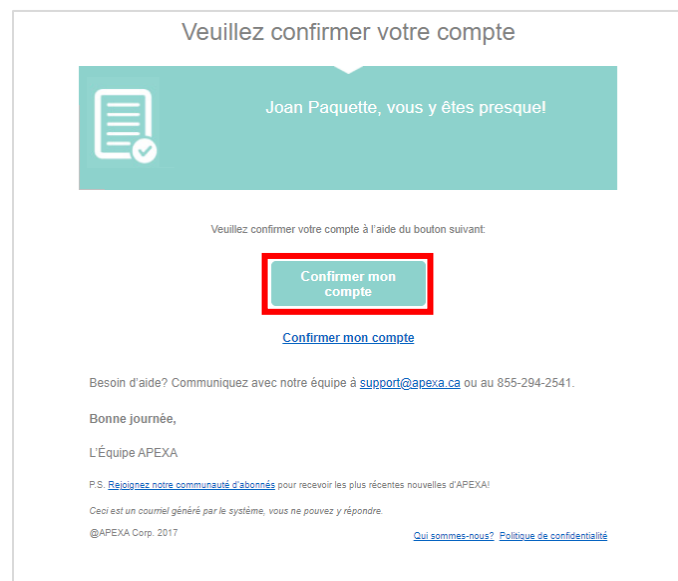 Veuillez confirmer votre compte
Joan Paquette, vous y êtes presque!
Veuillez confirmer votre compte à l'aide du bouton suivant:
Confirmer mon
compte
Confirmer mon compte
Besoin d'aide? Communiquez avec notre équipe à support@apexa.ca ou au 855-294-2541.
Bonne journée,
L'Équipe APEXA
P.S. Rejoignez notre communauté d'abonnés pour recevoir les plus récentes nouvelles d'APEXA!
Ceci est un courriel généré par le système, vous ne pouvez y répondre.
@APEXA Corp. 2017 Qui sommes-nous? Politique de confidentialité